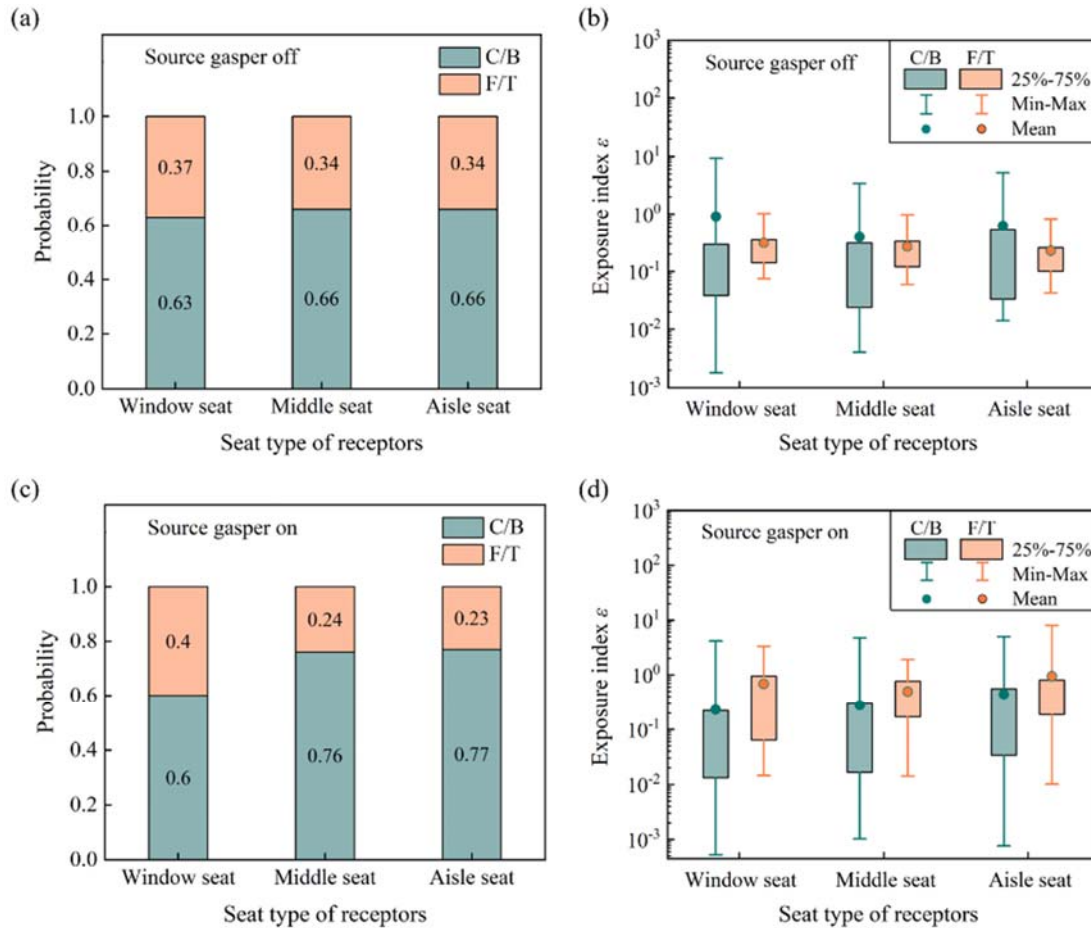 (a)
Source gasper off
C/B
F/T
1.0
0.8
0.6
0.4
0.2
0.0
Probability
0.37
0.34
0.34
0.63
0.66
0.66
Window seat
Middle seat
Aisle seat
Seat type of receptors
(b)
Source gasper off
C/B F/T
25%-75%
Min-Max
Mean
10³
10²
10¹
10⁰
10⁻¹
10⁻²
10⁻³
Exposure index ε
Window seat
Middle seat
Aisle seat
Seat type of receptors
(c)
Source gasper on
C/B
F/T
1.0
0.8
0.6
0.4
0.2
0.0
Probability
0.4
0.24
0.23
0.6
0.76
0.77
Window seat
Middle seat
Aisle seat
Seat type of receptors
(d)
Source gasper on
C/B F/T
25%-75%
Min-Max
Mean
10³
10²
10¹
10⁰
10⁻¹
10⁻²
10⁻³
Exposure index ε
Window seat
Middle seat
Aisle seat
Seat type of receptors